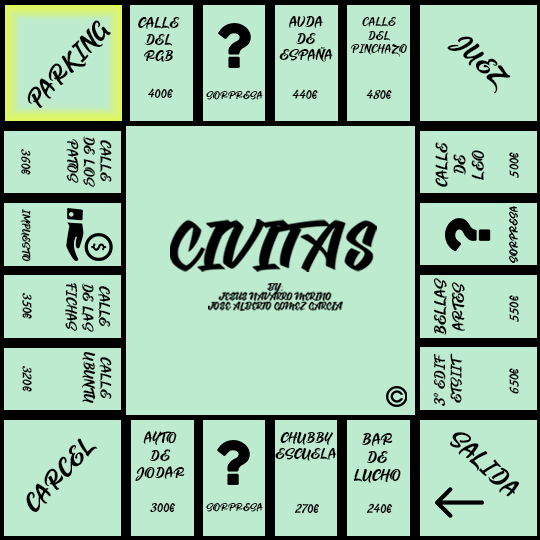 PARKING
CALLE
DEL
RGB
400€
?
SORPRESA
AVDA
DE
ESPAÑA
440€
CALLE
DEL
PINCHAZO
480€
JUEZ
CALLE
DE LOS
PATIOS
360€
CALLE
DE
LEO
500€
IMPUESTO
$
?
SORPRESA
CALLE
DE LAS
FICHAS
350€
BELLAS
ARTES
550€
CALLE
UBUNTU
320€
3º EDIF
ETSIIT
650€
CIVITAS
BY:
JESUS NAVARRO MERINO
JOSE ALBERTO GOMEZ GARCIA
©
CARCEL
AYTO
DE
JODAR
300€
?
SORPRESA
CHUBBY
ESCUELA
270€
BAR
DE
LUCHO
240€
SALIDA